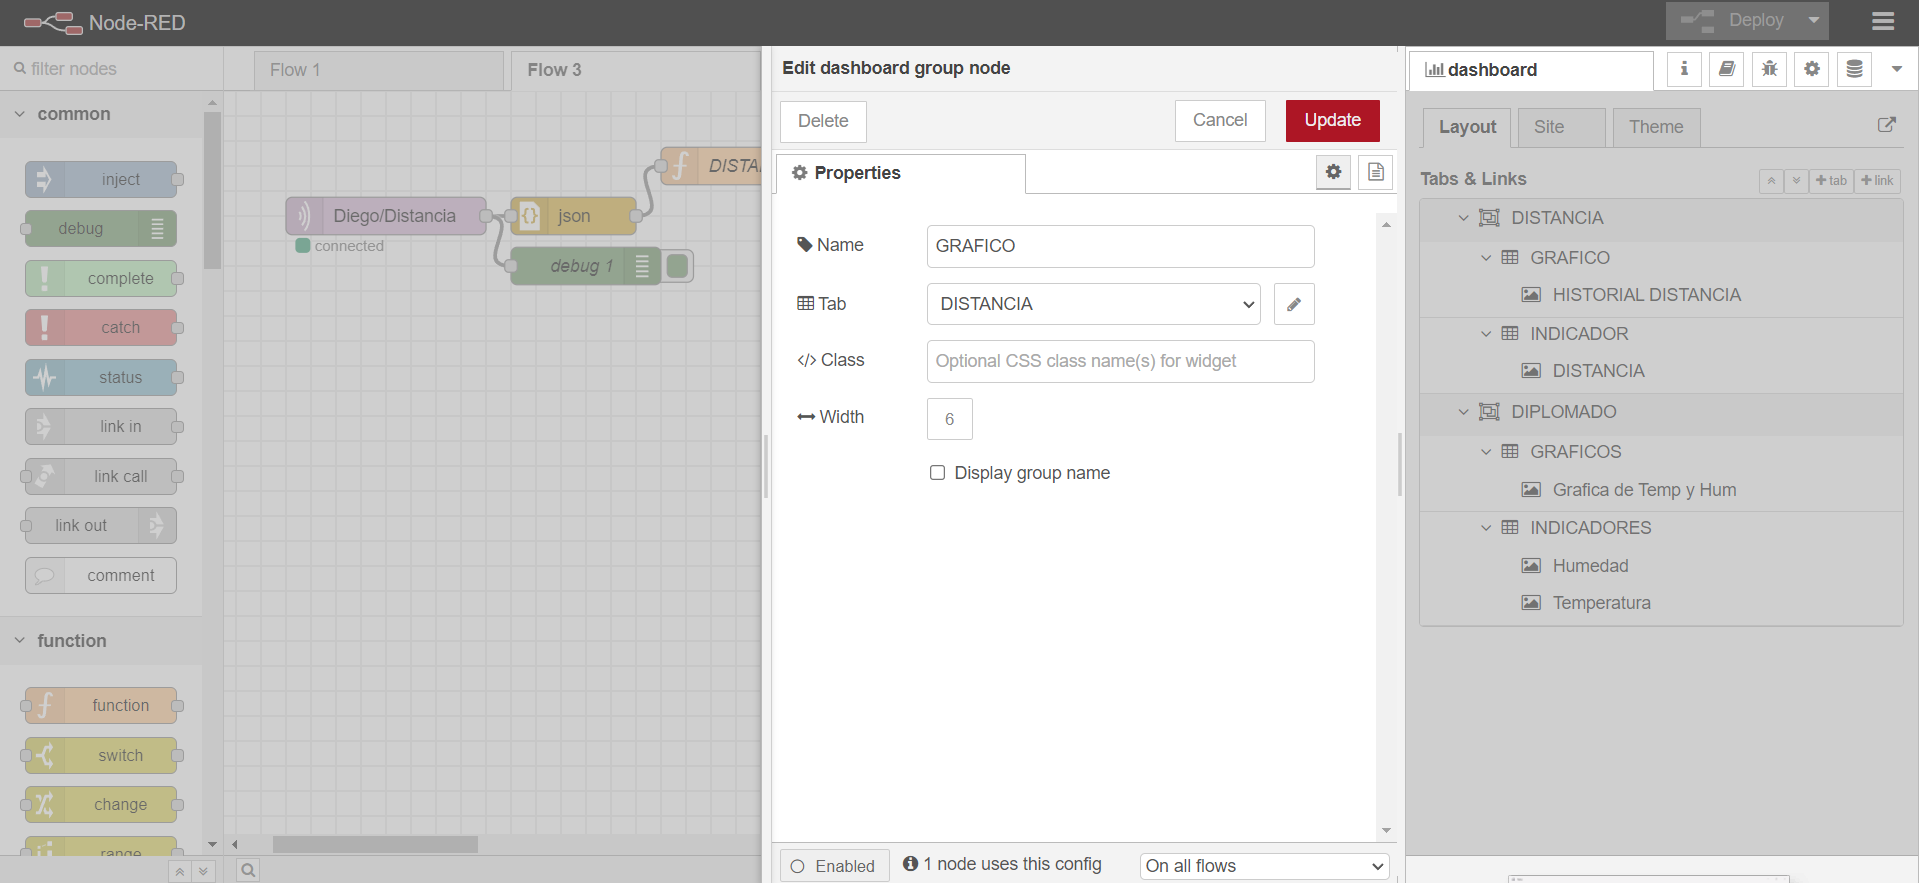 Node-RED
Deploy
filter nodes
common
inject
debug
complete
catch
status
link in
link call
link out
comment
function
function
switch
change
range
Flow 1
Flow 3
Diego/Distancia
connected
json
debug 1
DISTA
Edit dashboard group node
Delete
Cancel
Update
Properties
Name
GRAFICO
Tab
DISTANCIA
</> Class
Optional CSS class name(s) for widget
Width
6
Display group name
Enabled
1 node uses this config
On all flows
dashboard
Layout
Site
Theme
Tabs & Links
+ tab
+ link
DISTANCIA
GRAFICO
HISTORIAL DISTANCIA
INDICADOR
DISTANCIA
DIPLOMADO
GRAFICOS
Grafica de Temp y Hum
INDICADORES
Humedad
Temperatura